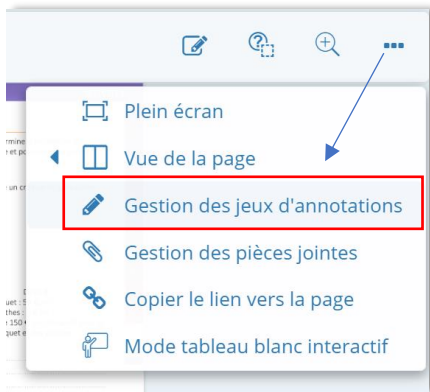 Plein écran
Vue de la page
Gestion des jeux d'annotations
Gestion des pièces jointes
Copier le lien vers la page
Mode tableau blanc interactif